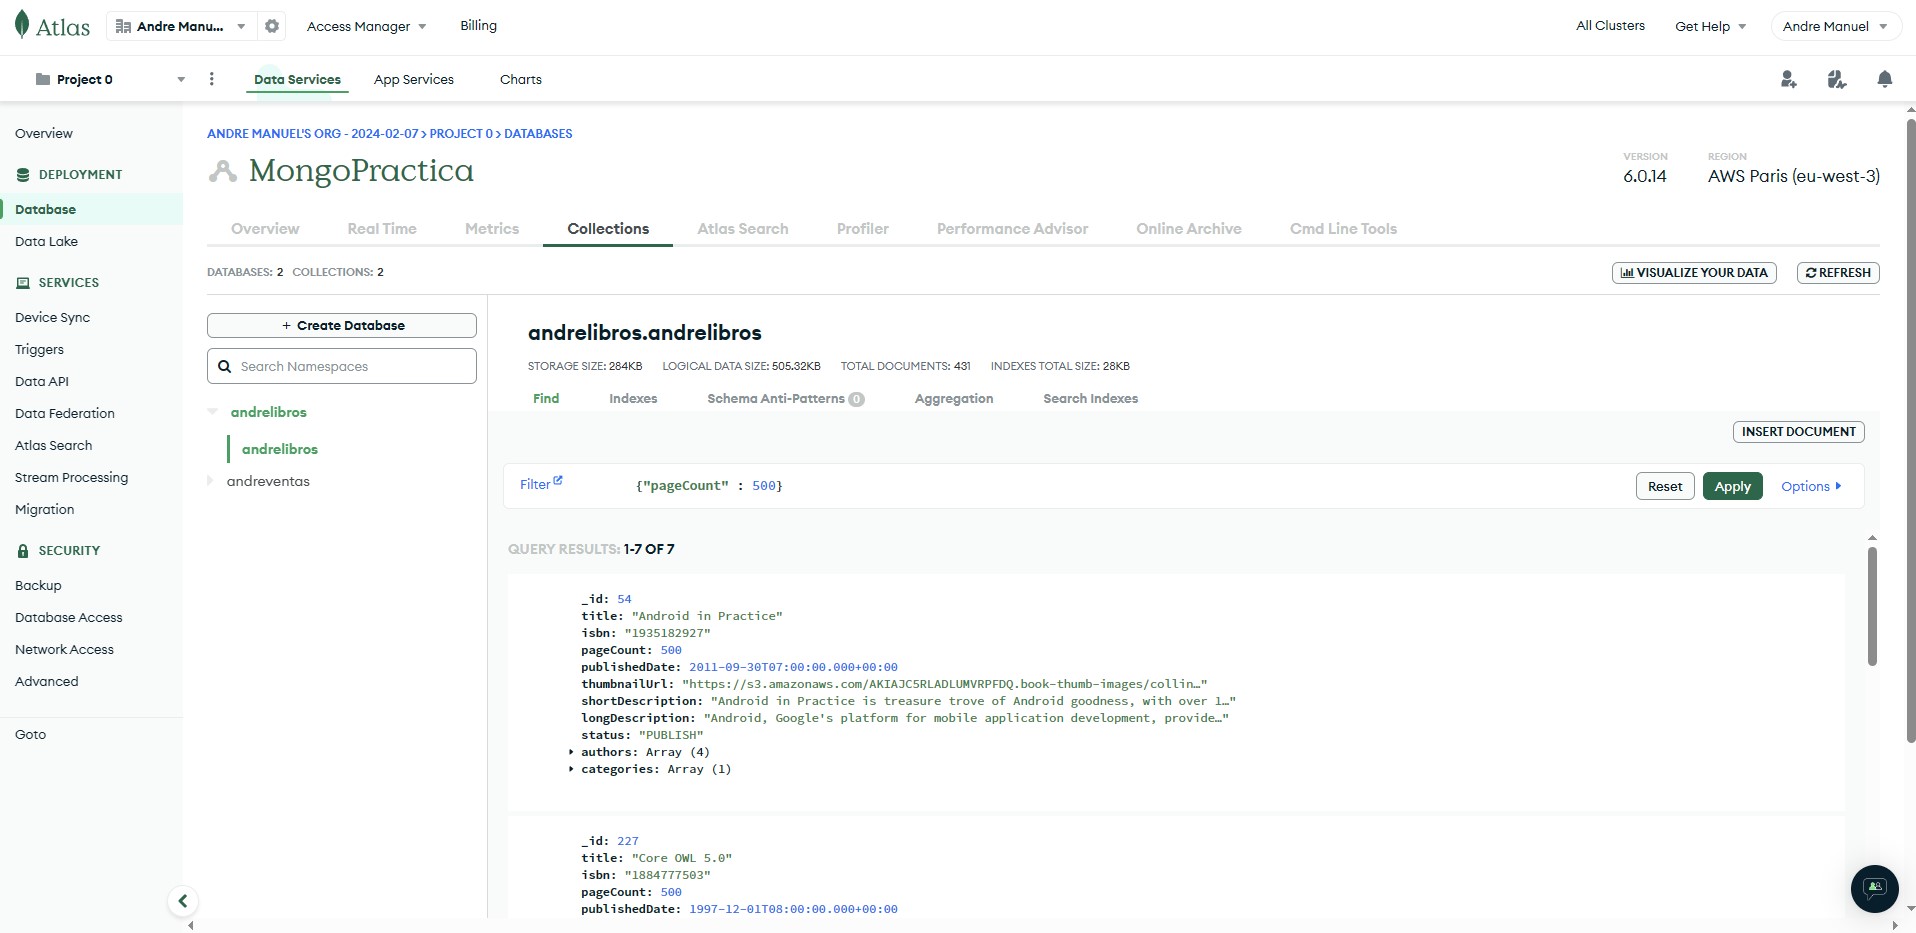 Atlas
Andre Manu...
Access Manager
Billing
All Clusters
Get Help
Andre Manuel
Project 0
Data Services
App Services
Charts
Overview
DEPLOYMENT
Database
Data Lake
SERVICES
Device Sync
Triggers
Data API
Data Federation
Atlas Search
Stream Processing
Migration
SECURITY
Backup
Database Access
Network Access
Advanced
Goto
ANDRE MANUEL'S ORG - 2024-02-07 > PROJECT 0 > DATABASES
MongoPractica
VERSION
6.0.14
REGION
AWS Paris (eu-west-3)
Overview
Real Time
Metrics
Collections
Atlas Search
Profiler
Performance Advisor
Online Archive
Cmd Line Tools
DATABASES: 2 COLLECTIONS: 2
VISUALIZE YOUR DATA
REFRESH
+ Create Database
Search Namespaces
andrelibros
andrelibros
andreventas
andrelibros.andrelibros
STORAGE SIZE: 284KB LOGICAL DATA SIZE: 505.32KB TOTAL DOCUMENTS: 431 INDEXES TOTAL SIZE: 28KB
Find
Indexes
Schema Anti-Patterns 0
Aggregation
Search Indexes
INSERT DOCUMENT
Filter
{"pageCount" : 500}
Reset
Apply
Options
QUERY RESULTS: 1-7 OF 7
_id: 54
title: "Android in Practice"
isbn: "1935182927"
pageCount: 500
publishedDate: 2011-09-30T07:00:00.000+00:00
thumbnailUrl: "https://s3.amazonaws.com/AKIAJC5RLADLUMVRPFDQ.book-thumb-images/collin…"
shortDescription: "Android in Practice is treasure trove of Android goodness, with over 1…"
longDescription: "Android, Google's platform for mobile application development, provide…"
status: "PUBLISH"
authors: Array (4)
categories: Array (1)
_id: 227
title: "Core OWL 5.0"
isbn: "1884777503"
pageCount: 500
publishedDate: 1997-12-01T08:00:00.000+00:00